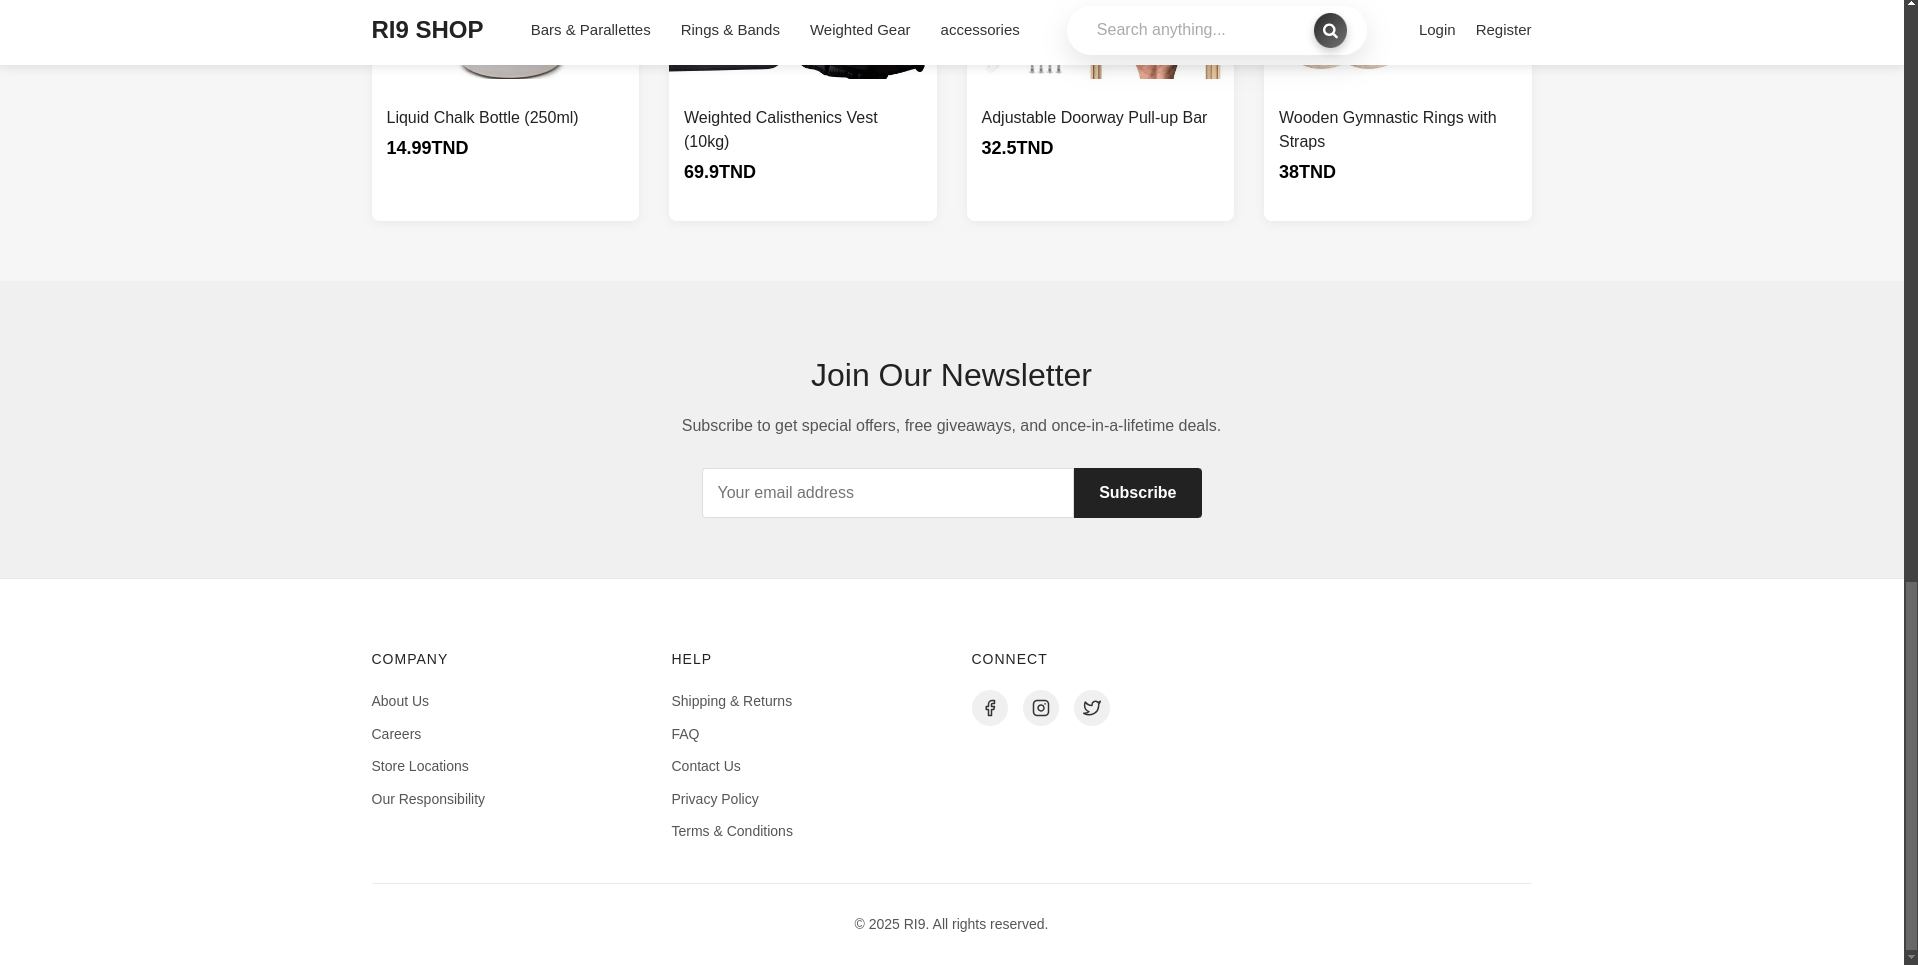 RI9 SHOP
Bars & Parallettes
Rings & Bands
Weighted Gear
accessories
Search anything...
Login
Register
Liquid Chalk Bottle (250ml)
14.99TND
Weighted Calisthenics Vest
(10kg)
69.9TND
Adjustable Doorway Pull-up Bar
32.5TND
Wooden Gymnastic Rings with
Straps
38TND
Join Our Newsletter
Subscribe to get special offers, free giveaways, and once-in-a-lifetime deals.
Your email address
Subscribe
COMPANY
About Us
Careers
Store Locations
Our Responsibility
HELP
Shipping & Returns
FAQ
Contact Us
Privacy Policy
Terms & Conditions
CONNECT
© 2025 RI9. All rights reserved.